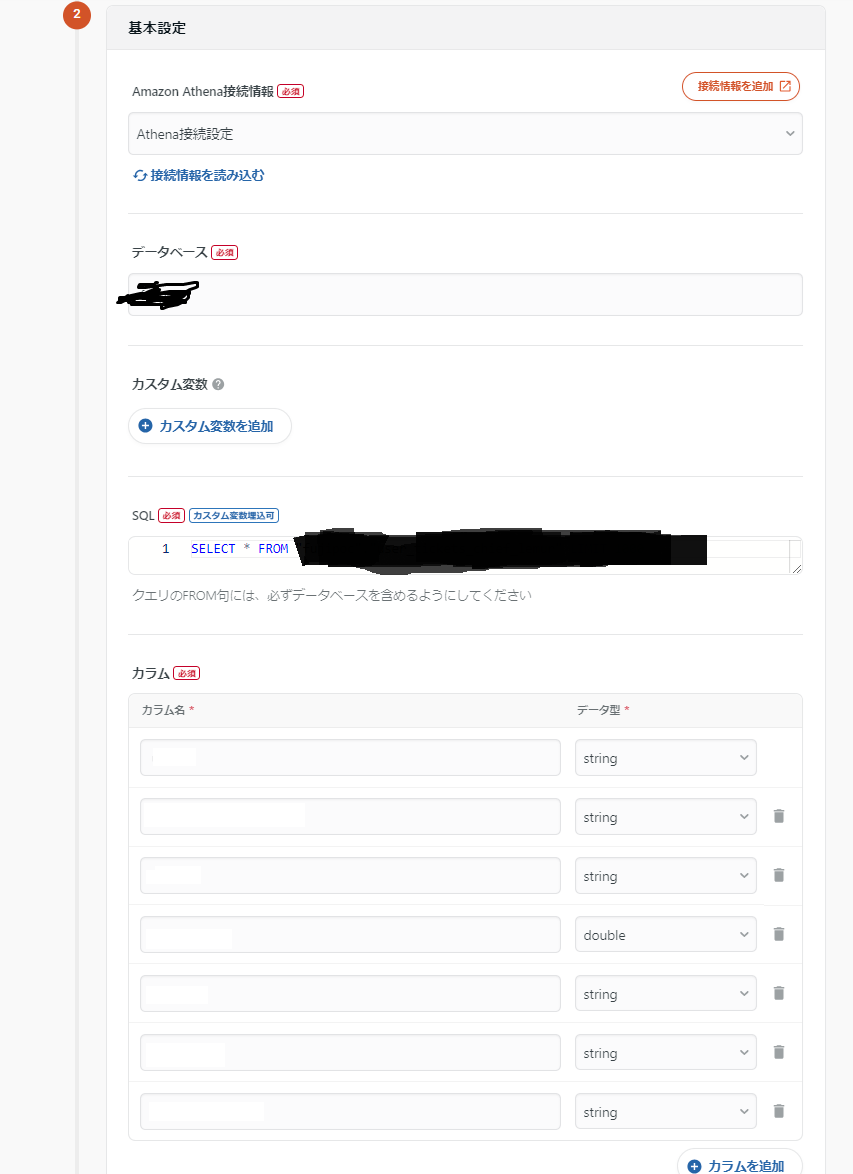 2
基本設定
Amazon Athena接続情報 必須
接続情報を追加
Athena接続設定
接続情報を読み込む
データベース 必須
カスタム変数 ?
カスタム変数を追加
SQL 必須 カスタム変数埋込可
1 SELECT * FROM
クエリのFROM句には、必ずデータベースを含めるようにしてください
カラム 必須
カラム名 * データ型 *
string
string
string
double
string
string
string
カラムを追加